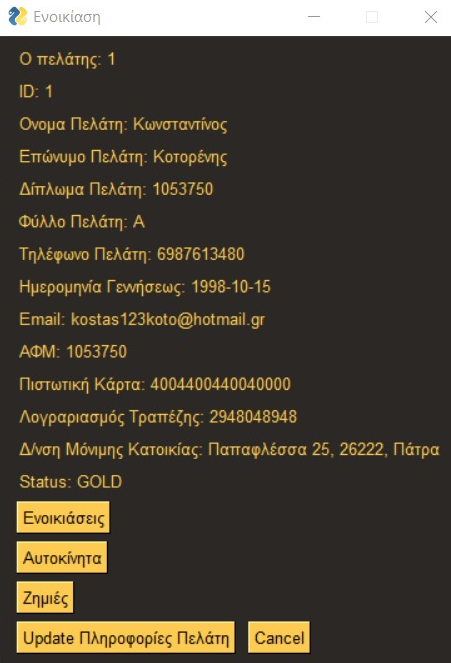 Ενοικίαση
Ο πελάτης: 1
ID: 1
Ονομα Πελάτη: Κωνσταντίνος
Επώνυμο Πελάτη: Κοτορένης
Δίπλωμα Πελάτη: 1053750
Φύλλο Πελάτη: Α
Τηλέφωνο Πελάτη: 6987613480
Ημερομηνία Γεννήσεως: 1998-10-15
Email: kostas123koto@hotmail.gr
ΑΦΜ: 1053750
Πιστωτική Κάρτα: 4004400440040000
Λογραριασμός Τραπέζης: 2948048948
Δ/νση Μόνιμης Κατοικίας: Παπαφλέσσα 25, 26222, Πάτρα
Status: GOLD
Ενοικιάσεις
Αυτοκίνητα
Ζημιές
Update Πληροφορίες Πελάτη Cancel